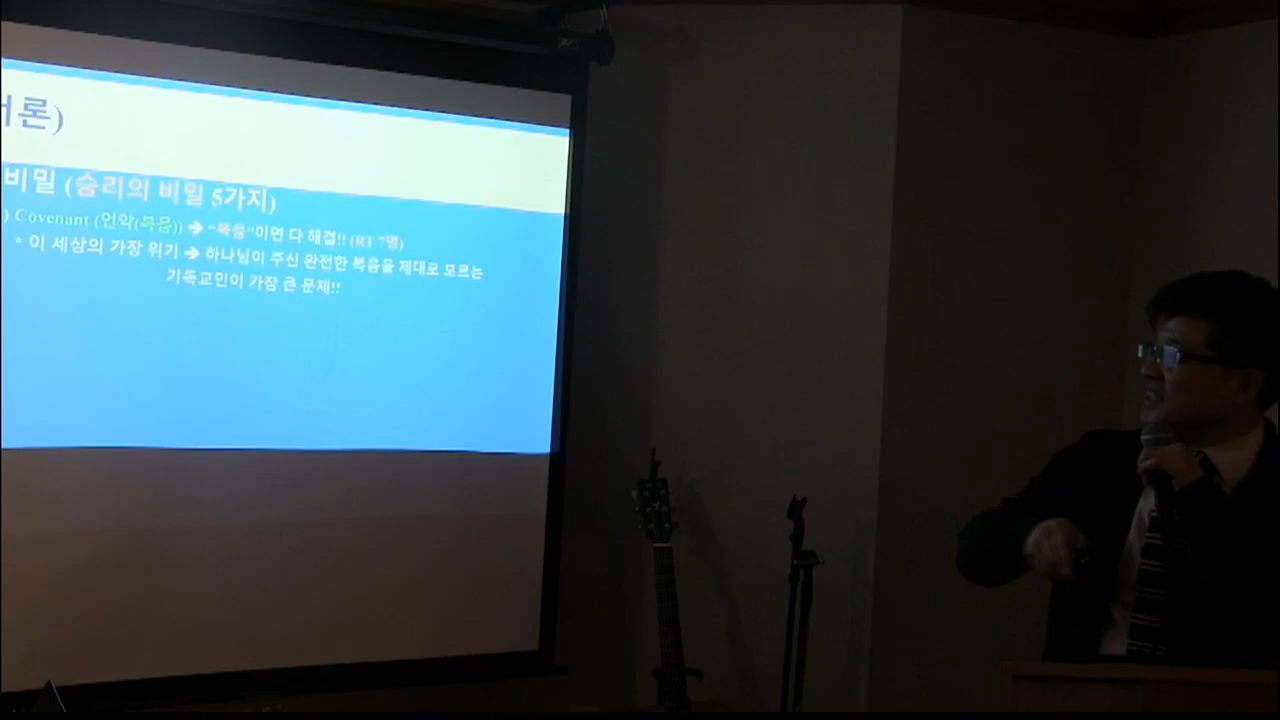 론)
비밀 (승리의 비밀 5가지)
) Covenant (언약(복음)) ➔ “복음”이면 다 해결!! (RT 7명)
* 이 세상의 가장 위기 ➔ 하나님이 주신 완전한 복음을 제대로 모르는
기독교인이 가장 큰 문제!!